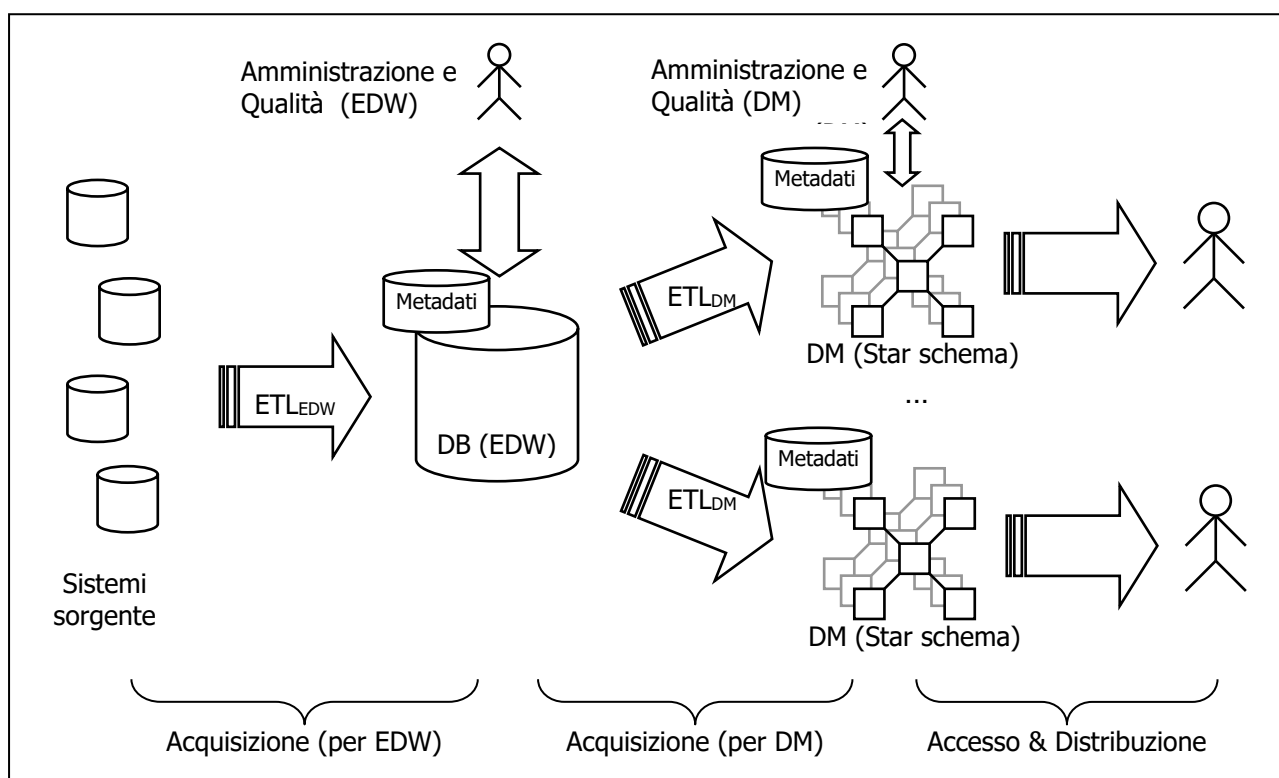 Amministrazione e
Qualità (EDW)
Amministrazione e
Qualità (DM)
Metadati
Metadati
ETLDM
DM (Star schema)
...
ETLEDW
DB (EDW)
Metadati
ETLDM
DM (Star schema)
Sistemi
sorgente
Acquisizione (per EDW)
Acquisizione (per DM)
Accesso & Distribuzione